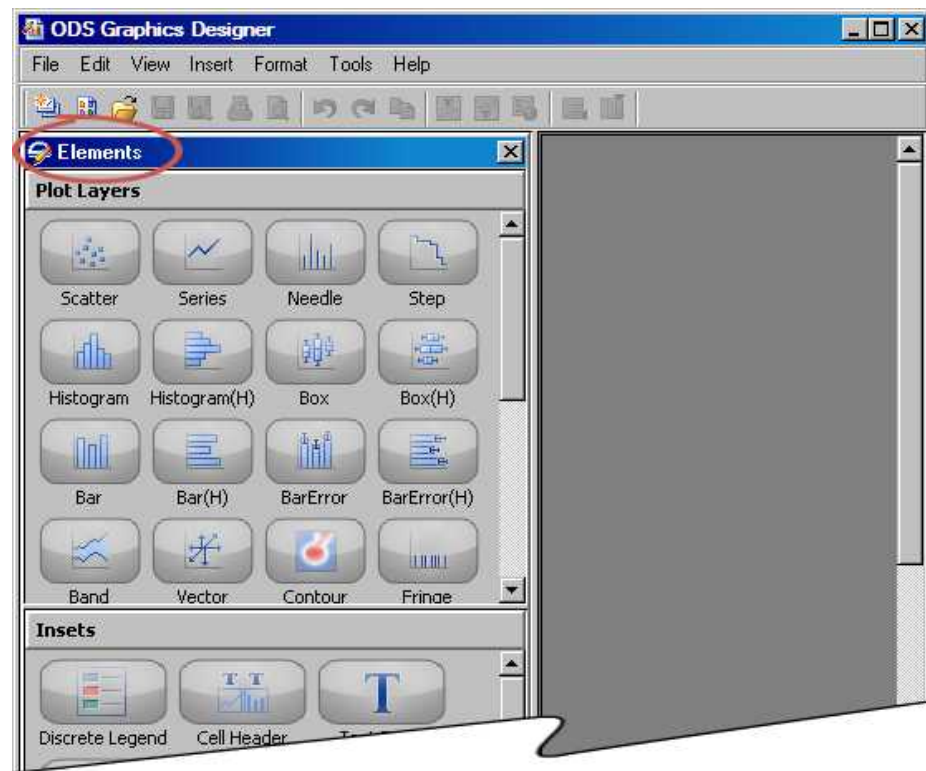 ODS Graphics Designer
File Edit View Insert Format Tools Help
Elements
Plot Layers
Scatter Series Needle Step
Histogram Histogram(H) Box Box(H)
Bar Bar(H) BarError BarError(H)
Band Vector Contour Fringe
Insets
T T T
Discrete Legend Cell Header